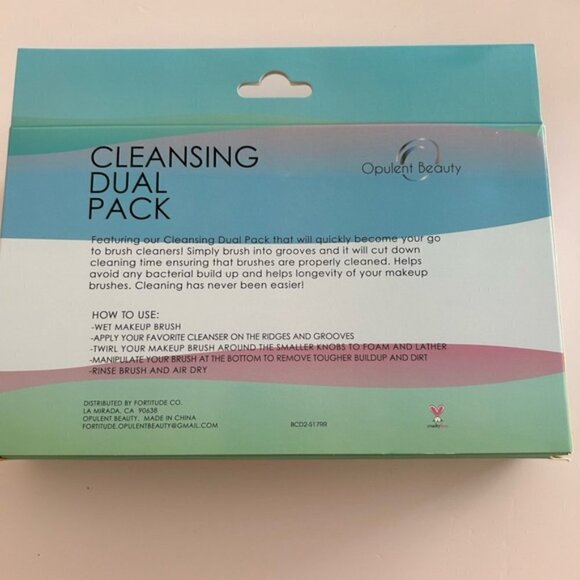 CLEANSING
DUAL
PACK
Opulent Beauty
Featuring our Cleansing Dual Pack that will quickly become your go
to brush cleaners! Simply brush into grooves and it will cut down
cleaning time ensuring that brushes are properly cleaned. Helps
avoid any bacterial build up and helps longevity of your makeup
brushes. Cleaning has never been easier!
HOW TO USE:
-WET MAKEUP BRUSH
-APPLY YOUR FAVORITE CLEANSER ON THE RIDGES AND GROOVES
-TWIRL YOUR MAKEUP BRUSH AROUND THE SMALLER KNOBS TO FOAM AND LATHER
-MANIPULATE YOUR BRUSH AT THE BOTTOM TO REMOVE TOUGHER BUILDUP AND DIRT
-RINSE BRUSH AND AIR DRY
DISTRIBUTED BY FORTITUDE CO.
LA MIRADA, CA 90638
OPULENT BEAUTY. MADE IN CHINA
FORTITUDE.OPULENTBEAUTY@GMAIL.COM